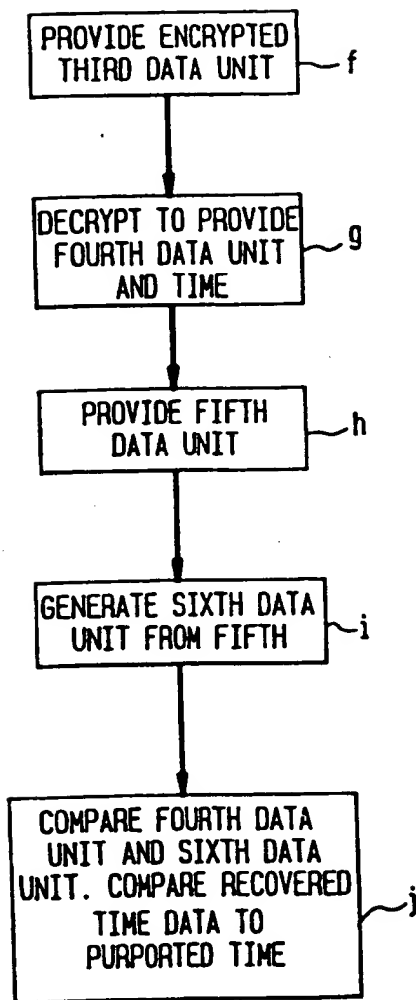 PROVIDE ENCRYPTED
THIRD DATA UNIT
f
DECRYPT TO PROVIDE
FOURTH DATA UNIT
AND TIME
g
PROVIDE FIFTH
DATA UNIT
h
GENERATE SIXTH DATA
UNIT FROM FIFTH
i
COMPARE FOURTH DATA
UNIT AND SIXTH DATA
UNIT. COMPARE RECOVERED
TIME DATA TO
PURPORTED TIME
j